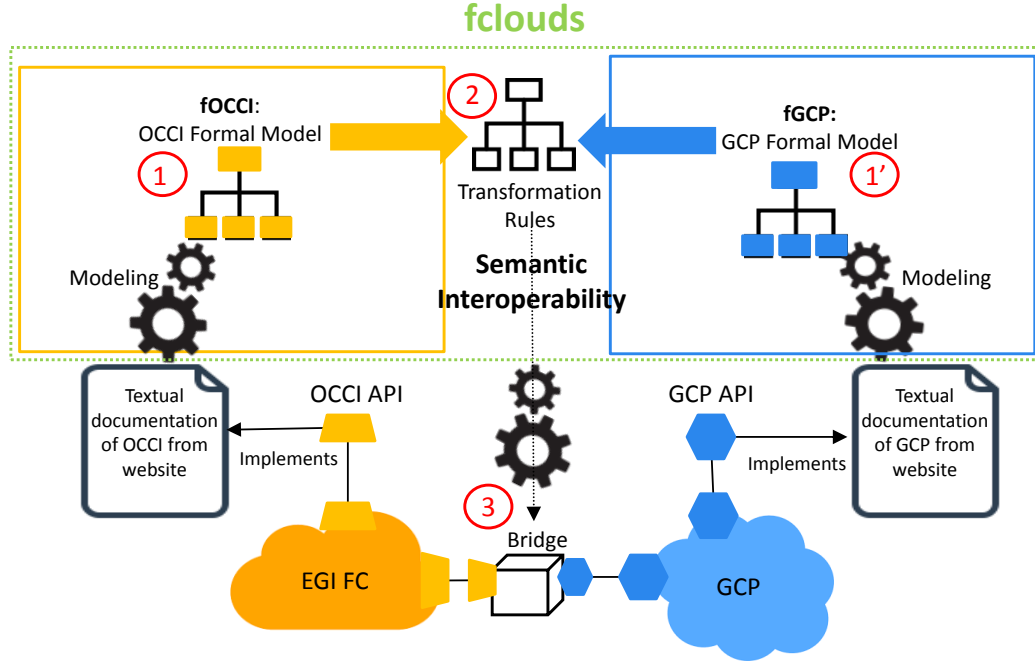 fclouds
fOCCI:
OCCI Formal Model
1
2
Transformation
Rules
fGCP:
GCP Formal Model
1’
Modeling
Semantic
Interoperability
Modeling
Textual
documentation
of OCCI from
website
OCCI API
Implements
GCP API
Implements
Textual
documentation
of GCP from
website
3
Bridge
EGI FC
GCP